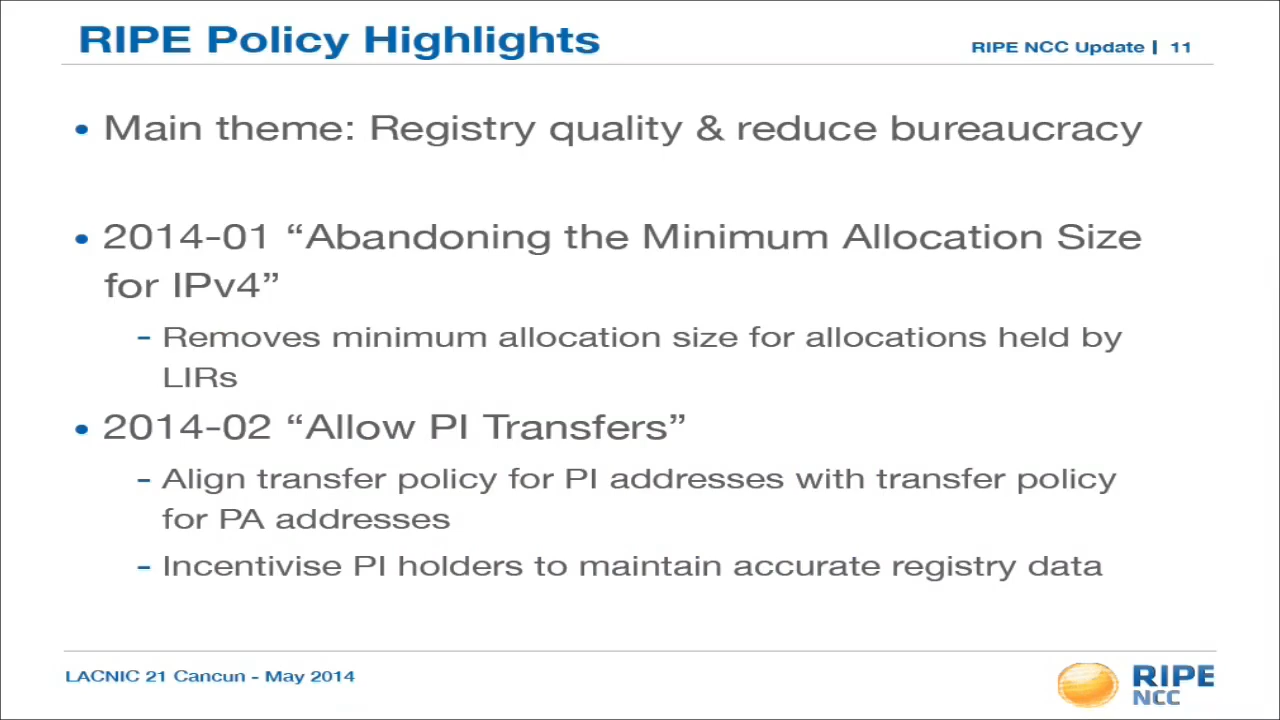 RIPE Policy Highlights
RIPE NCC Update | 11
• Main theme: Registry quality & reduce bureaucracy
• 2014-01 “Abandoning the Minimum Allocation Size
for IPv4”
- Removes minimum allocation size for allocations held by
LIRs
• 2014-02 “Allow PI Transfers”
- Align transfer policy for PI addresses with transfer policy
for PA addresses
- Incentivise PI holders to maintain accurate registry data
LACNIC 21 Cancun - May 2014
RIPE
NCC